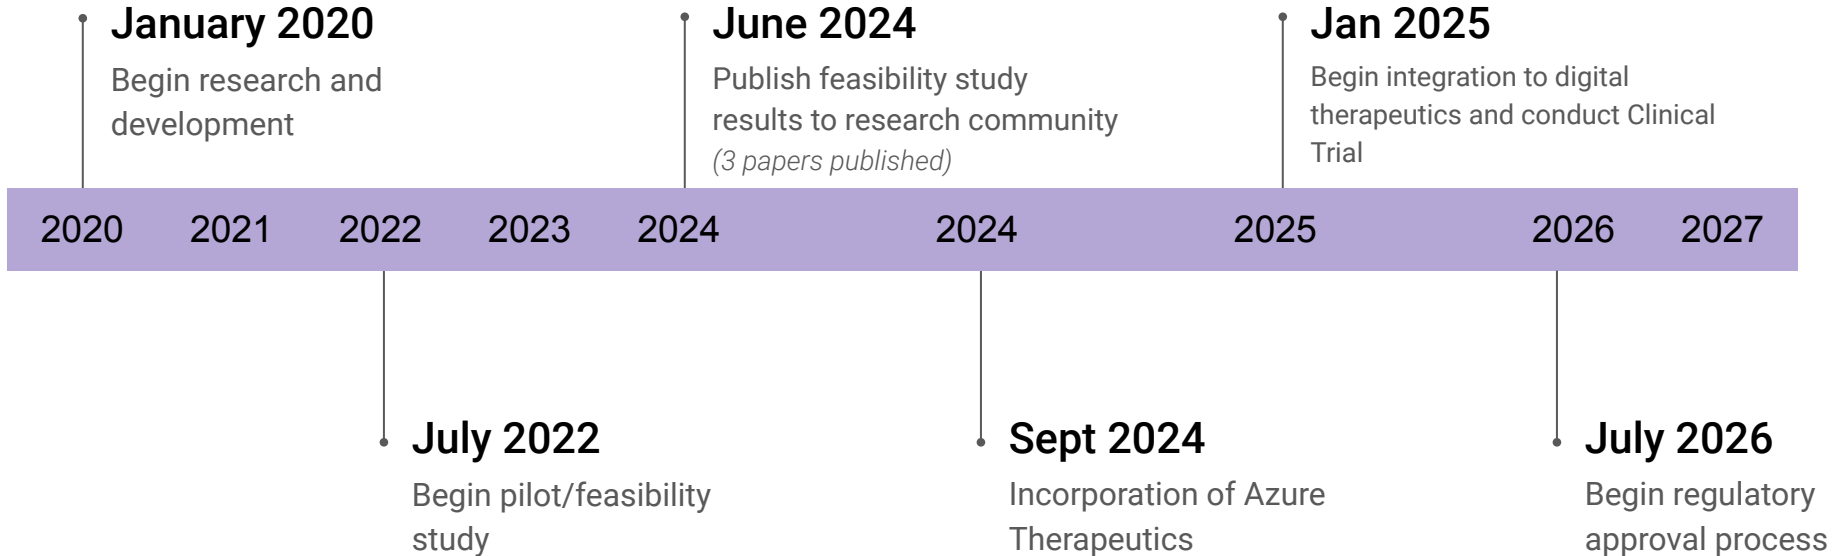 January 2020
Begin research and
development
June 2024
Publish feasibility study
results to research community
(3 papers published)
Jan 2025
Begin integration to digital
therapeutics and conduct Clinical
Trial
2020 2021 2022 2023 2024 2024 2025 2026 2027
July 2022
Begin pilot/feasibility
study
Sept 2024
Incorporation of Azure
Therapeutics
July 2026
Begin regulatory
approval process